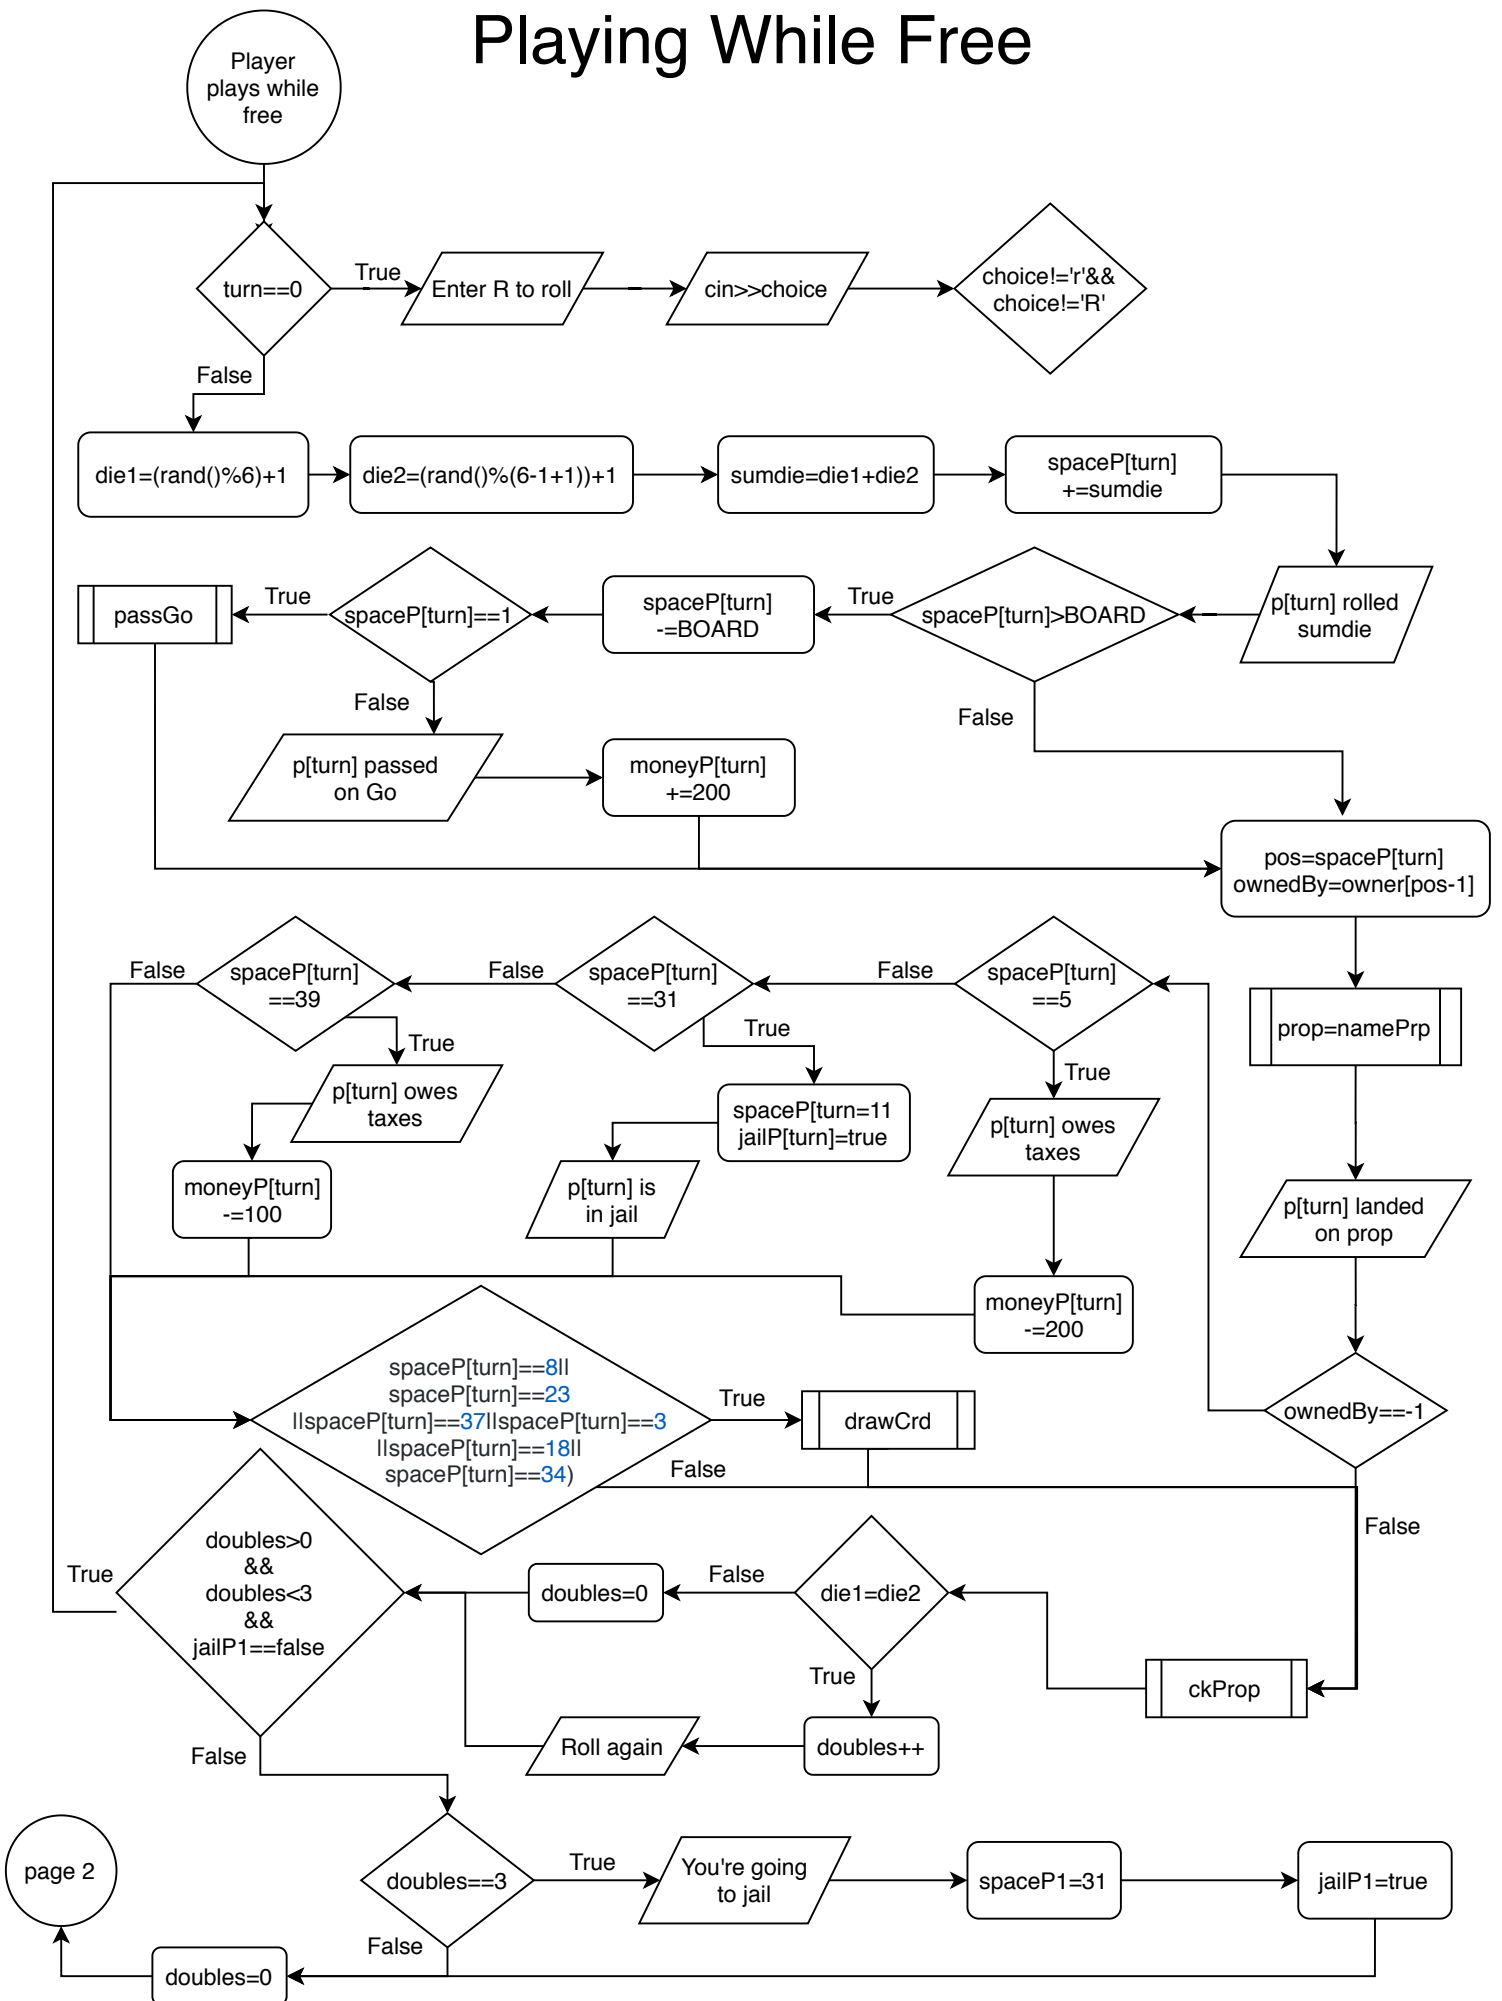 Playing While Free
Player
plays while
free
turn==0
True
Enter R to roll
cin>>choice
choice!='r'&&
choice!='R'
False
die1=(rand()%6)+1
die2=(rand()%(6-1+1))+1
sumdie=die1+die2
spaceP[turn]
+=sumdie
p[turn] rolled
sumdie
spaceP[turn]>BOARD
True
spaceP[turn]
-=BOARD
spaceP[turn]==1
True
passGo
False
p[turn] passed
on Go
moneyP[turn]
+=200
False
pos=spaceP[turn]
ownedBy=owner[pos-1]
prop=namePrp
p[turn] landed
on prop
ownedBy==-1
spaceP[turn]
==5
False
True
p[turn] owes
taxes
moneyP[turn]
-=200
spaceP[turn]
==31
False
True
spaceP[turn=11
jailP[turn]=true
p[turn] is
in jail
spaceP[turn]
==39
False
True
p[turn] owes
taxes
moneyP[turn]
-=100
spaceP[turn]==8||
spaceP[turn]==23
||spaceP[turn]==37||spaceP[turn]==3
||spaceP[turn]==18||
spaceP[turn]==34)
True
drawCrd
False
False
ckProp
die1=die2
False
doubles=0
True
doubles++
Roll again
doubles>0
&&
doubles<3
&&
jailP1==false
True
False
doubles==3
True
You're going
to jail
spaceP1=31
jailP1=true
False
doubles=0
page 2